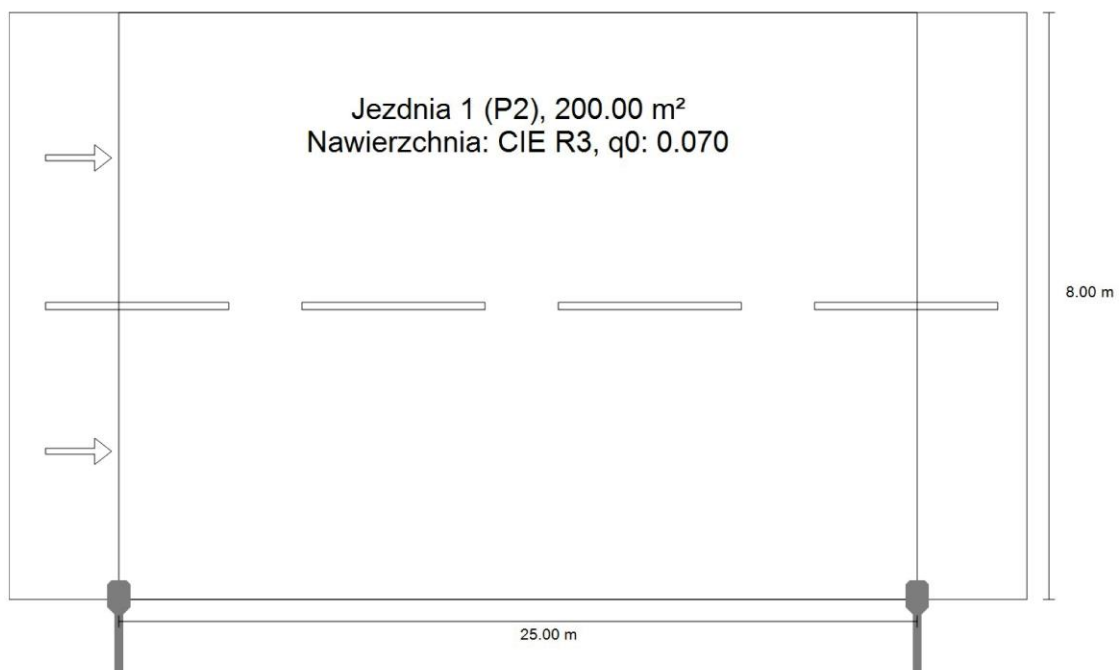 Jezdnia 1 (P2), 200.00 m²
Nawierzchnia: CIE R3, q0: 0.070
8.00 m
25.00 m